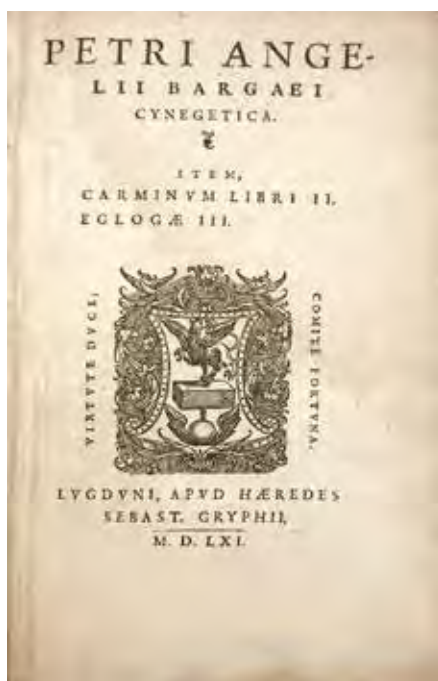 PETRI ANGE-
LII BARGAEI
CYNEGETICA.
ITEM,
CARMINVM LIBRI II.
EGLOGÆ III.
VIRTVTE DVCE,
COMITE FORTVNA.
LVGDVNI, APVD HÆREDES
SEBAST. GRYPHII,
M. D. LXI.